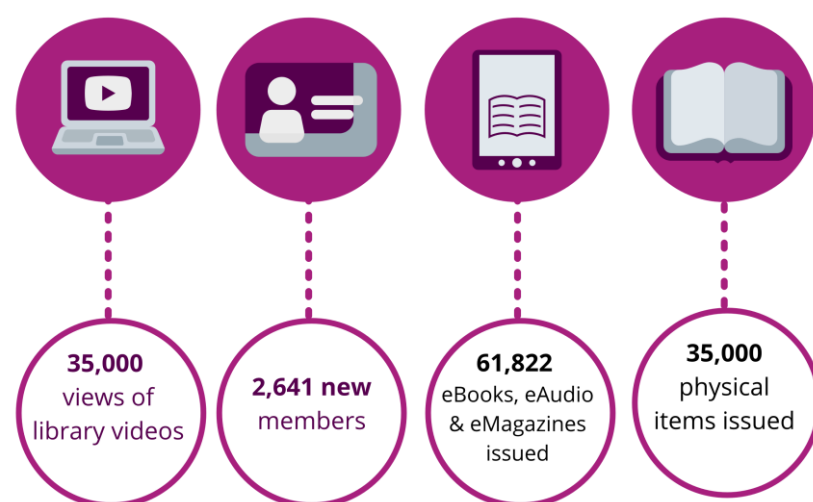 35,000
views of
library videos
2,641 new
members
61,822
eBooks, eAudio
& eMagazines
issued
35,000
physical
items issued